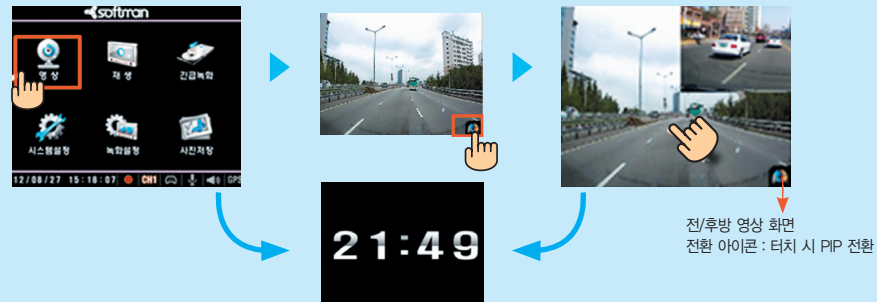 softman
영 상
재 생
긴급녹화
시스템설정
녹화설정
사진저장
12/08/27 15:18:07 CH1 GPS
21:49
전/후방 영상 화면
전환 아이콘 : 터치 시 PIP 전환